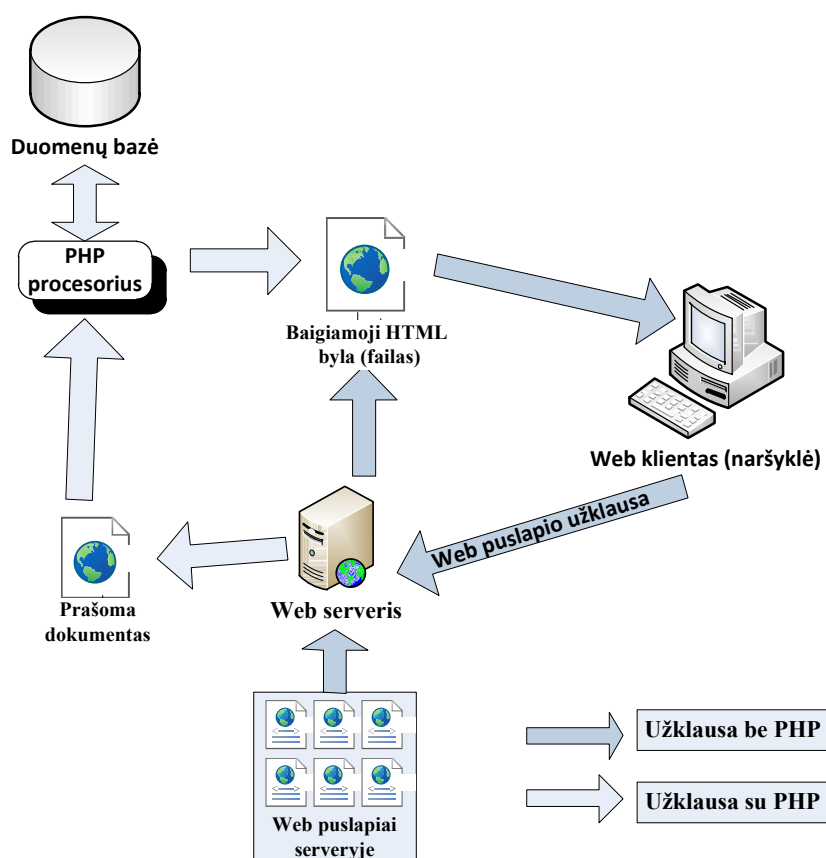 Duomenų bazė
PHP
procesorius
Baigiamoji HTML
byla (failas)
Web klientas (naršyklė)
Web puslapio užklausa
Prašoma
dokumentas
Web serveris
Užklausa be PHP
Užklausa su PHP
Web puslapiai
serveryje